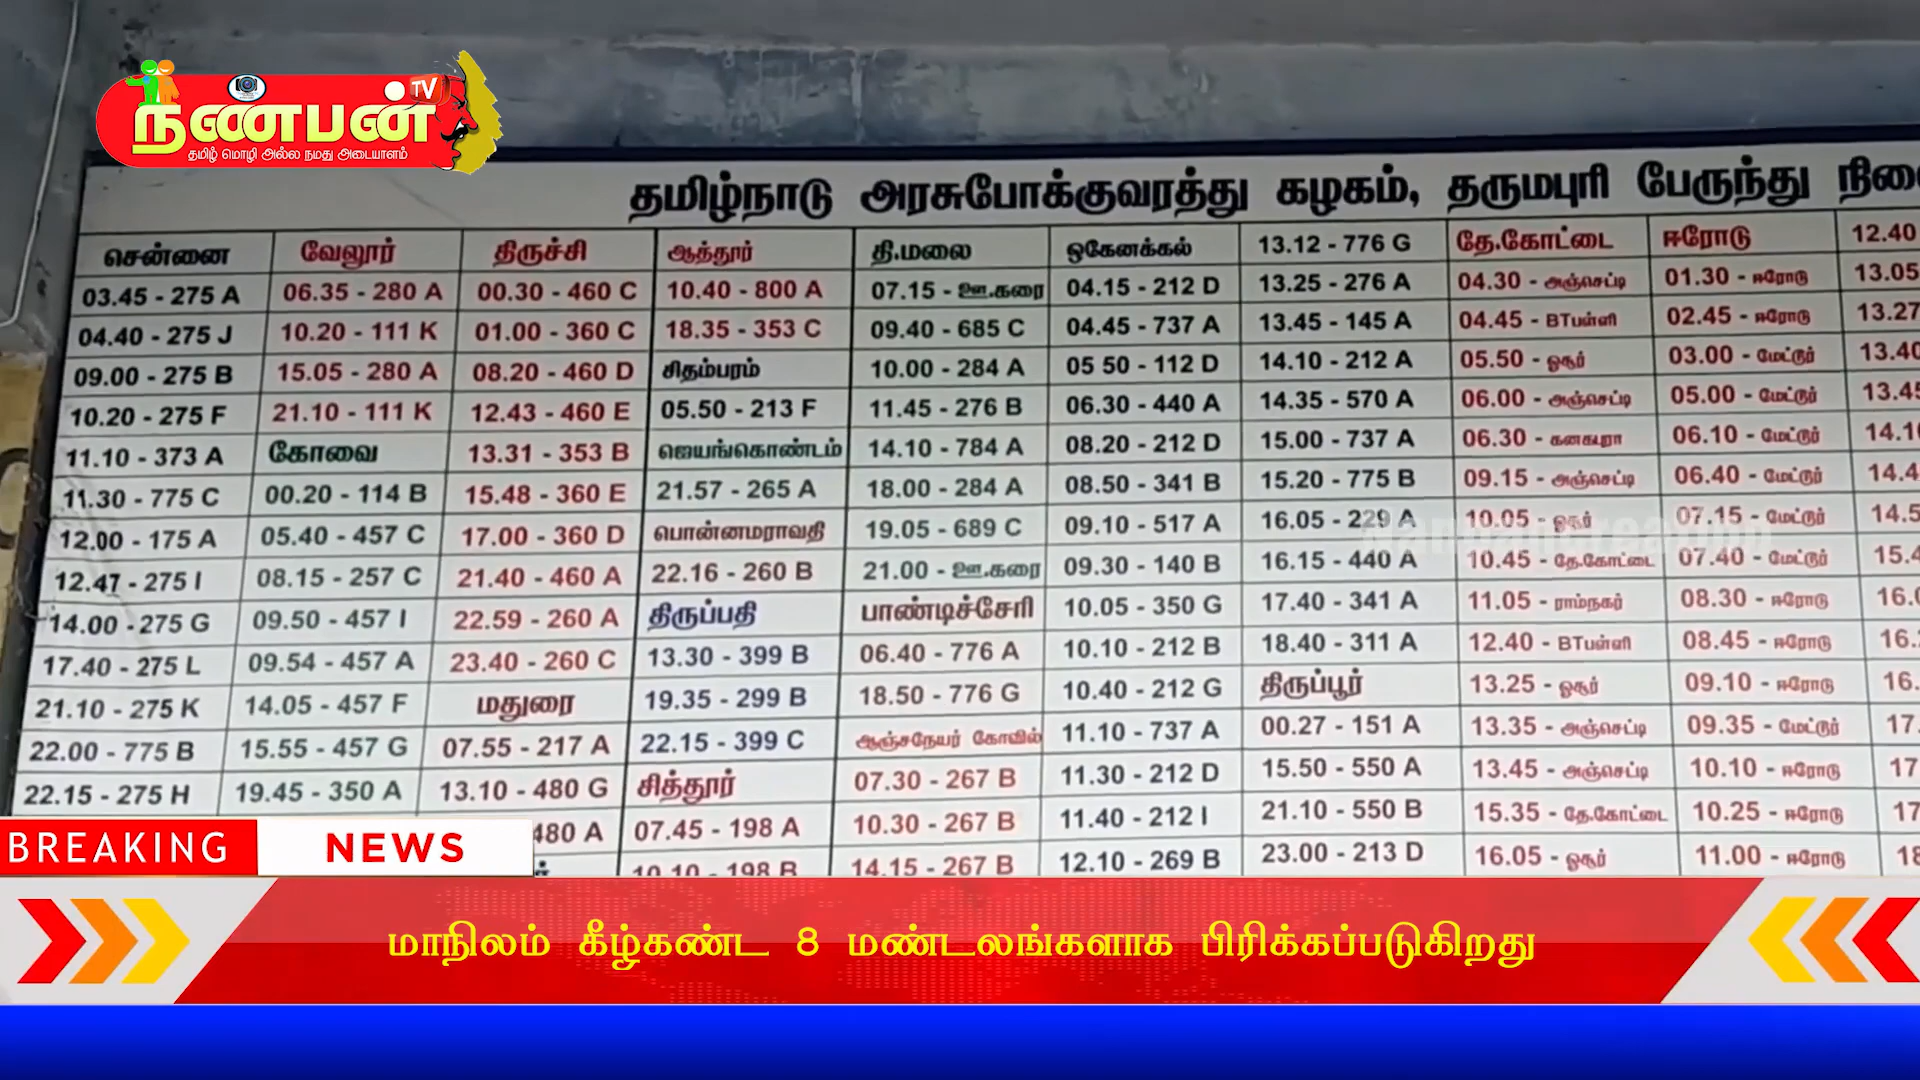 நண்பன் TV
தமிழ் மொழி அல்ல நமது அடையாளம்
தமிழ்நாடு அரசுபோக்குவரத்து கழகம், தருமபுரி பேருந்து
சென்னை வேலூர் திருச்சி ஆத்தூர் தி.மலை ஒகேனக்கல் 13.12 - 776 G தே.கோட்டை ஈரோடு 12.40
03.45 - 275 A 06.35 - 280 A 00.30 - 460 C 10.40 - 800 A 07.15 - ஊ.கரை 04.15 - 212 D 13.25 - 276 A 04.30 - அஞ்செட்டி 01.30 - ஈரோடு 13.05
04.40 - 275 J 10.20 - 111 K 01.00 - 360 C 18.35 - 353 C 09.40 - 685 C 04.45 - 737 A 13.45 - 145 A 04.45 - BTபள்ளி 02.45 - ஈரோடு 13.27
09.00 - 275 B 15.05 - 280 A 08.20 - 460 D சிதம்பரம் 10.00 - 284 A 05 50 - 112 D 14.10 - 212 A 05.50 - ஓசூர் 03.00 - மேட்டூர் 13.40
10.20 - 275 F 21.10 - 111 K 12.43 - 460 E 05.50 - 213 F 11.45 - 276 B 06.30 - 440 A 14.35 - 570 A 06.00 - அஞ்செட்டி 05.00 - மேட்டூர் 13.45
11.10 - 373 A கோவை 13.31 - 353 B ஜெயங்கொண்டம் 14.10 - 784 A 08.20 - 212 D 15.00 - 737 A 06.30 - கனகபுரா 06.10 - மேட்டூர்
11.30 - 775 C 00.20 - 114 B 15.48 - 360 E 21.57 - 265 A 18.00 - 284 A 08.50 - 341 B 15.20 - 775 B 09.15 - அஞ்செட்டி 06.40 - மேட்டூர்
12.00 - 175 A 05.40 - 457 C 17.00 - 360 D பொன்னமராவதி 19.05 - 689 C 09.10 - 517 A 16.05 - 229 A 10.05 - ஓசூர் 07.15 - மேட்டூர்
12.47 - 275 I 08.15 - 257 C 21.40 - 460 A 22.16 - 260 B 21.00 - ஊ.கரை 09.30 - 140 B 16.15 - 440 A 10.45 - தே.கோட்டை 07.40 - மேட்டூர்
14.00 - 275 G 09.50 - 457 I 22.59 - 260 A திருப்பதி பாண்டிச்சேரி 10.05 - 350 G 17.40 - 341 A 11.05 - ராம்நகர் 08.30 - ஈரோடு
17.40 - 275 L 09.54 - 457 A 23.40 - 260 C 13.30 - 399 B 06.40 - 776 A 10.10 - 212 B 18.40 - 311 A 12.40 - BTபள்ளி 08.45 - ஈரோடு
21.10 - 275 K 14.05 - 457 F மதுரை 19.35 - 299 B 18.50 - 776 G 10.40 - 212 G திருப்பூர் 13.25 - ஓசூர் 09.10 - ஈரோடு
22.00 - 775 B 15.55 - 457 G 07.55 - 217 A 22.15 - 399 C ஆஞ்சநேயர் கோவில் 11.10 - 737 A 00.27 - 151 A 13.35 - அஞ்செட்டி 09.35 - மேட்டூர்
22.15 - 275 H 19.45 - 350 A 13.10 - 480 G சித்தூர் 07.30 - 267 B 11.30 - 212 D 15.50 - 550 A 13.45 - அஞ்செட்டி 10.10 - ஈரோடு
480 A 07.45 - 198 A 10.30 - 267 B 11.40 - 212 I 21.10 - 550 B 15.35 - தே.கோட்டை 10.25 - ஈரோடு
10.10 - 198 B 14.15 - 267 B 12.10 - 269 B 23.00 - 213 D 16.05 - ஓசூர் 11.00 - ஈரோடு
BREAKING NEWS
மாநிலம் கீழ்கண்ட 8 மண்டலங்களாக பிரிக்கப்படுகிறது